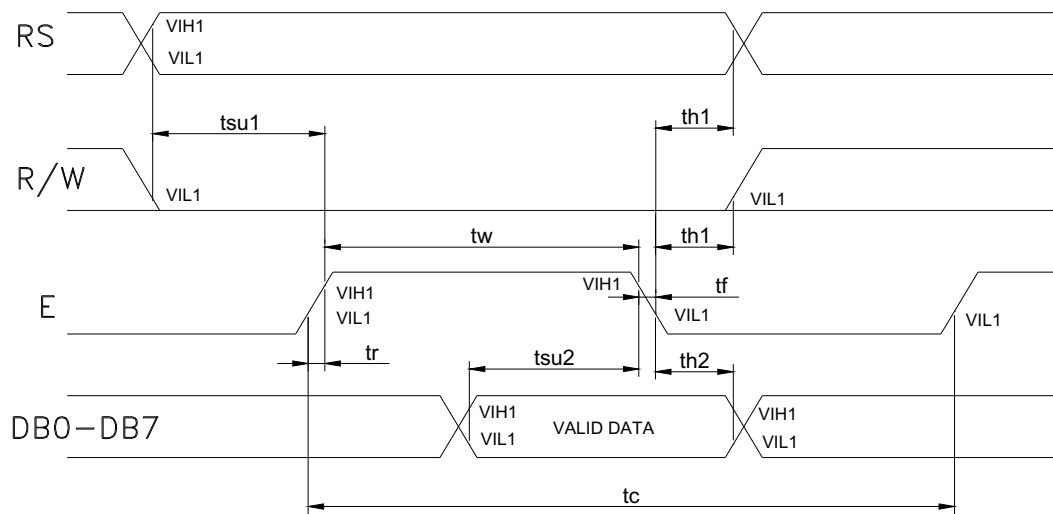 RS
VIH1
VIL1
tsu1
th1
R/W
VIL1
VIL1
tw
th1
E
VIH1
VIL1
VIH1
tf
VIL1
VIL1
tr
tsu2
th2
DB0-DB7
VIH1
VIL1
VALID DATA
VIH1
VIL1
tc